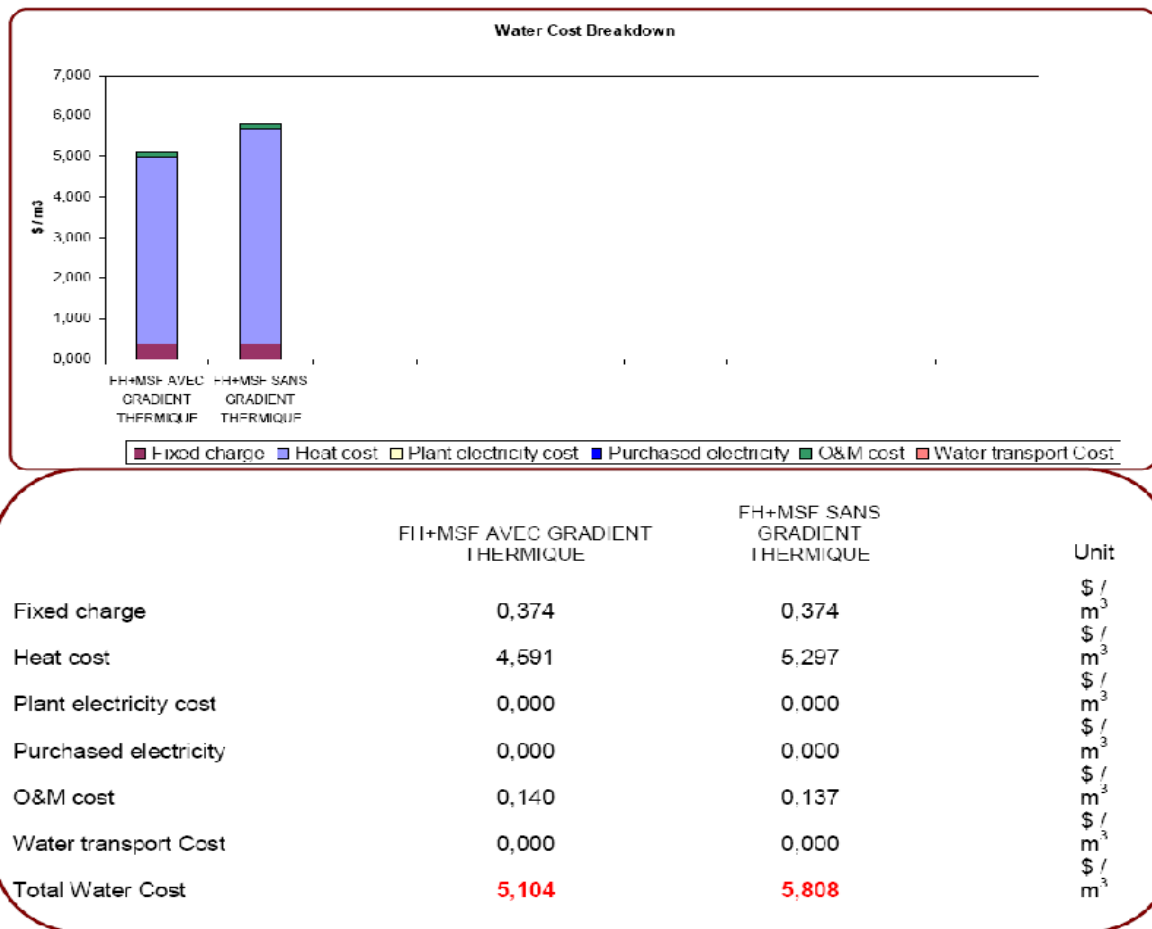 Water Cost Breakdown
7,000
6,000
5,000
4,000
3,000
2,000
1,000
0,000
$ / m3
FH+MSF AVEC GRADIENT THERMIQUE
FH+MSF SANS GRADIENT THERMIQUE
Fixed charge Heat cost Plant electricity cost Purchased electricity O&M cost Water transport Cost
FH+MSF AVEC GRADIENT THERMIQUE
FH+MSF SANS GRADIENT THERMIQUE
Unit
Fixed charge 0,374 0,374 $ / m³
Heat cost 4,591 5,297 $ / m³
Plant electricity cost 0,000 0,000 $ / m³
Purchased electricity 0,000 0,000 $ / m³
O&M cost 0,140 0,137 $ / m³
Water transport Cost 0,000 0,000 $ / m³
Total Water Cost 5,104 5,808 $ / m³